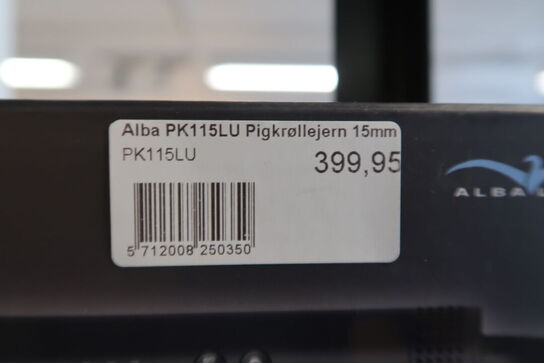 Alba PK115LU Pigkrøllejern 15mm
PK115LU
399,95
5 712008 250350
ALBA